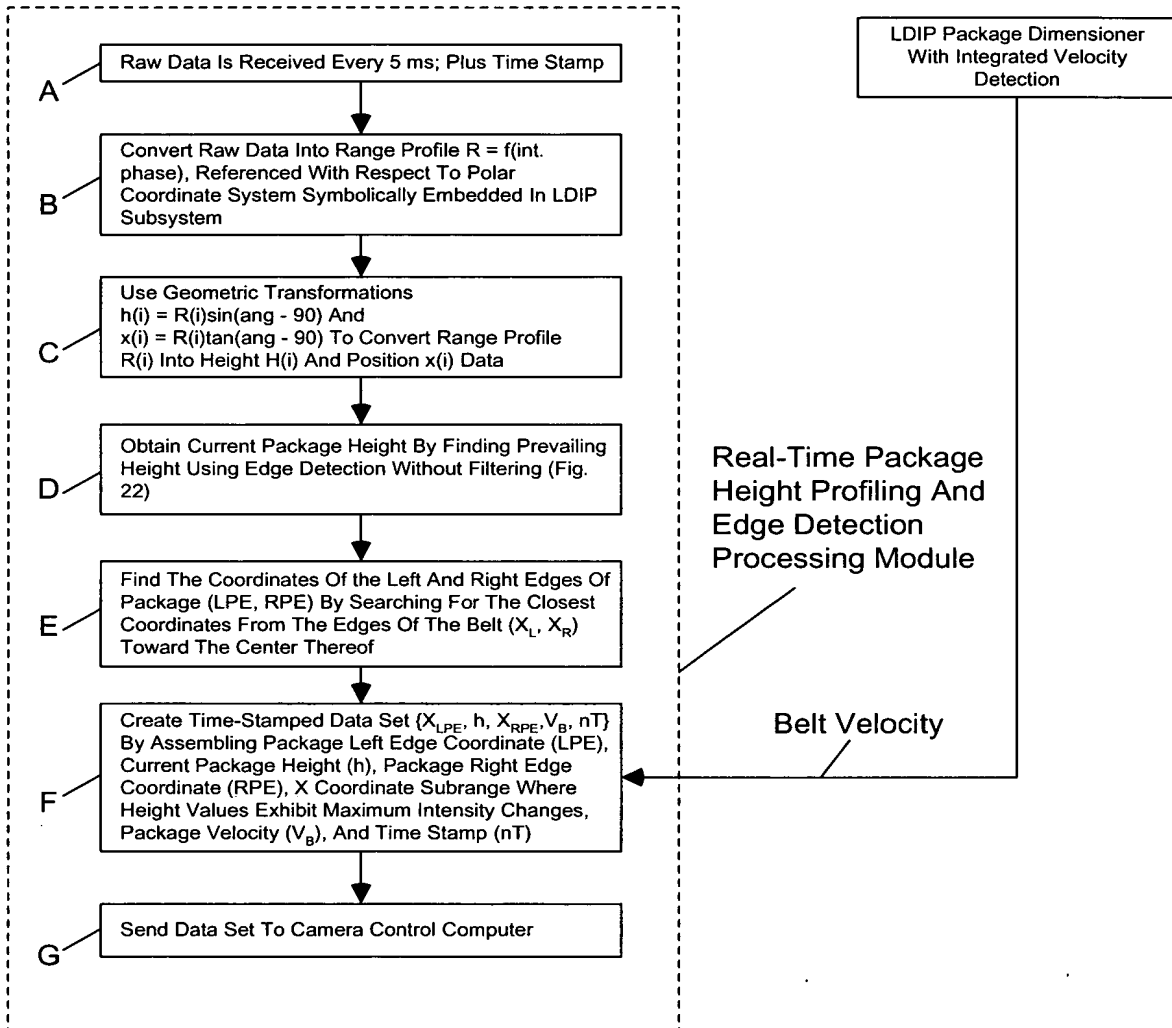 Raw Data Is Received Every 5 ms; Plus Time Stamp
A
LDIP Package Dimensioner
With Integrated Velocity
Detection
Convert Raw Data Into Range Profile R = f(int.
phase), Referenced With Respect To Polar
Coordinate System Symbolically Embedded In LDIP
Subsystem
B
Use Geometric Transformations
h(i) = R(i)sin(ang - 90) And
x(i) = R(i)tan(ang - 90) To Convert Range Profile
R(i) Into Height H(i) And Position x(i) Data
C
Obtain Current Package Height By Finding Prevailing
Height Using Edge Detection Without Filtering (Fig.
22)
D
Real-Time Package
Height Profiling And
Edge Detection
Processing Module
Find The Coordinates Of the Left And Right Edges Of
Package (LPE, RPE) By Searching For The Closest
Coordinates From The Edges Of The Belt (X_L, X_R)
Toward The Center Thereof
E
Belt Velocity
Create Time-Stamped Data Set {X_LPE, h, X_RPE,V_B, nT}
By Assembling Package Left Edge Coordinate (LPE),
Current Package Height (h), Package Right Edge
Coordinate (RPE), X Coordinate Subrange Where
Height Values Exhibit Maximum Intensity Changes,
Package Velocity (V_B), And Time Stamp (nT)
F
Send Data Set To Camera Control Computer
G